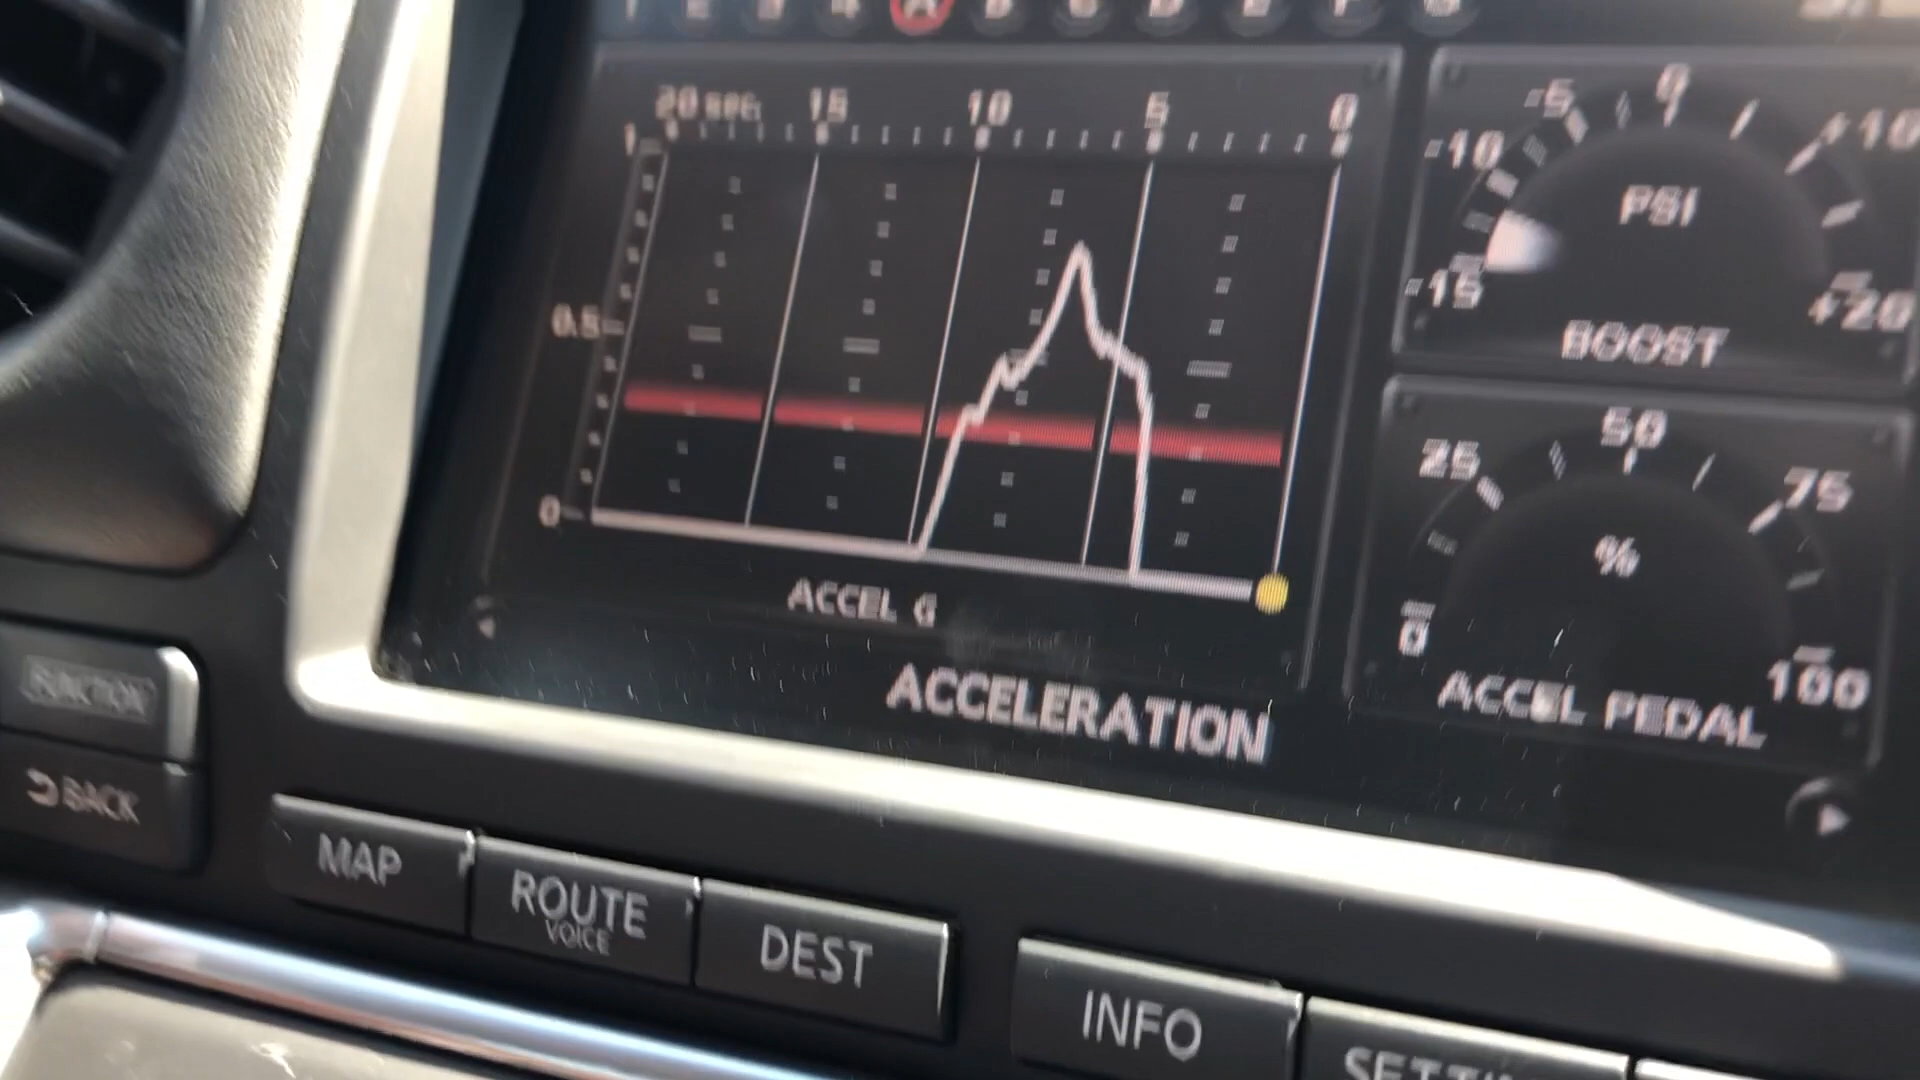 A B C D E F G
20 sec. 15 10 5 0
1
0.5
0
ACCEL G
ACCELERATION
-15 -10 -5 0 +10 +20
PSI
BOOST
0 25 50 75 100
%
ACCEL PEDAL
FUNCTION
BACK
MAP
ROUTE
VOICE
DEST
INFO